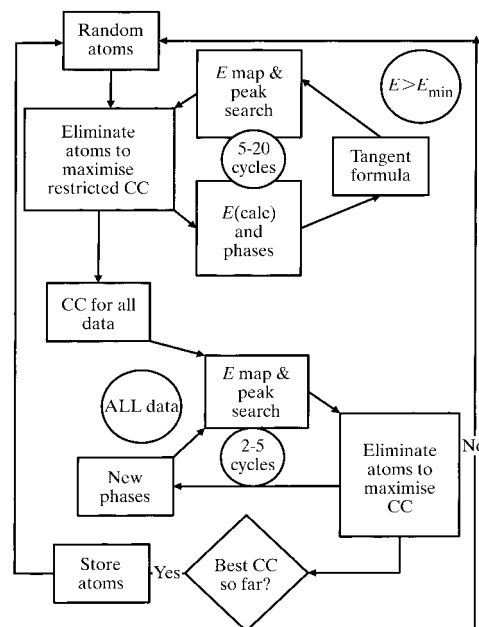 Random
atoms
E map &
peak
search
E>Emin
Eliminate
atoms to
maximise
restricted CC
5-20
cycles
Tangent
formula
E(calc)
and
phases
CC for all
data
E map &
peak
search
ALL data
2-5
cycles
New
phases
Eliminate
atoms to
maximise
CC
No
Store
atoms
Yes
Best CC
so far?